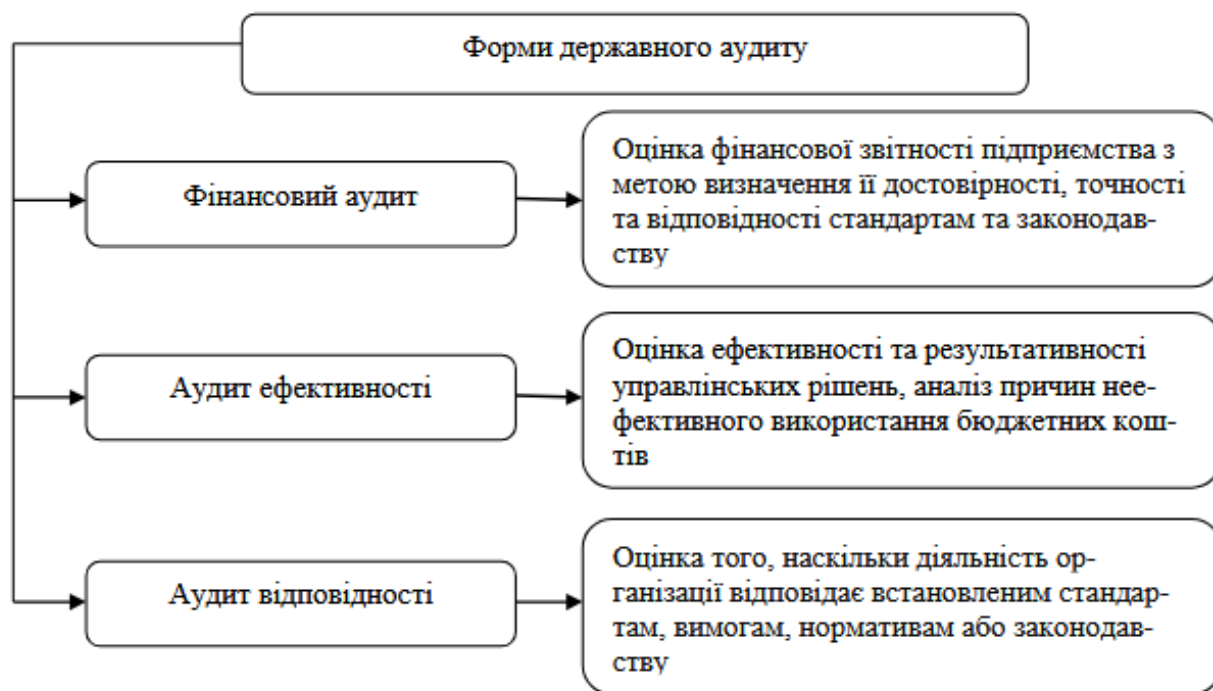 Форми державного аудиту
Фінансовий аудит
Оцінка фінансової звітності підприємства з
метою визначення її достовірності, точності
та відповідності стандартам та законодав-
ству
Аудит ефективності
Оцінка ефективності та результативності
управлінських рішень, аналіз причин нее-
фективного використання бюджетних кош-
тів
Аудит відповідності
Оцінка того, наскільки діяльність ор-
ганізації відповідає встановленим стандар-
там, вимогам, нормативам або законодав-
ству